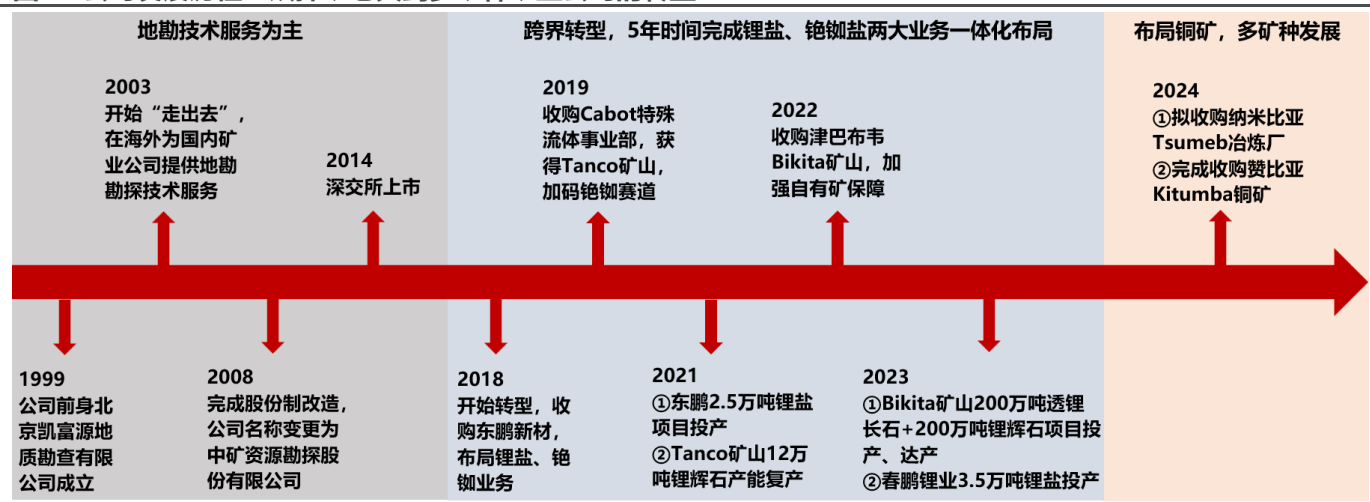 地勘技术服务为主
跨界转型，5年时间完成锂盐、铯铷盐两大业务一体化布局
布局铜矿，多矿种发展
2003
开始“走出去”，
在海外为国内矿
业公司提供地勘
勘探技术服务
2014
深交所上市
2019
收购Cabot特殊
流体事业部，获
得Tanco矿山，
加码铯铷赛道
2022
收购津巴布韦
Bikita矿山，加
强自有矿保障
2024
①拟收购纳米比亚
Tsumeb冶炼厂
②完成收购赞比亚
Kitumba铜矿
1999
公司前身北
京凯富源地
质勘查有限
公司成立
2008
完成股份制改造，
公司名称变更为
中矿资源勘探股
份有限公司
2018
开始转型，收
购东鹏新材，
布局锂盐、铯
铷业务
2021
①东鹏2.5万吨锂盐
项目投产
②Tanco矿山12万
吨锂辉石产能复产
2023
①Bikita矿山200万吨透锂
长石+200万吨锂辉石项目投
产、达产
②春鹏锂业3.5万吨锂盐投产